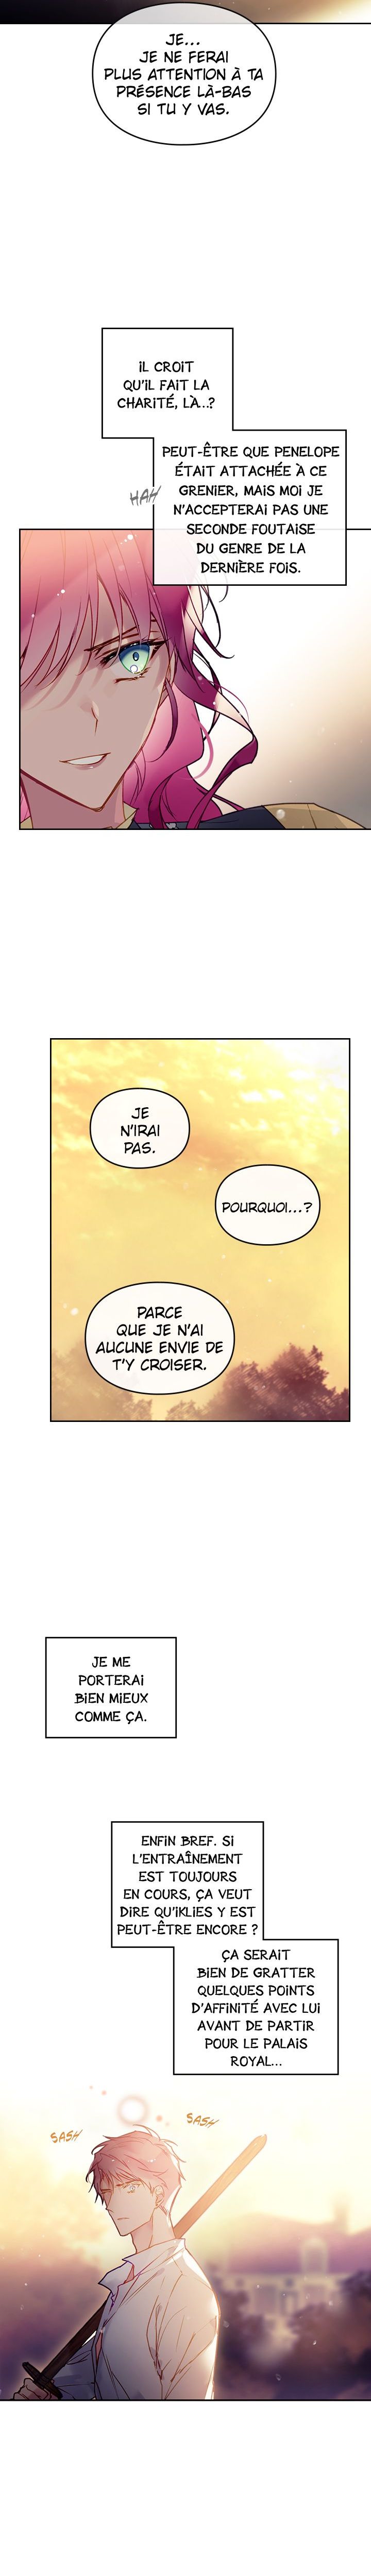 JE...
JE NE FERAI
PLUS ATTENTION À TA
PRÉSENCE LÀ-BAS
SI TU Y VAS.
IL CROIT
QU'IL FAIT LA
CHARITÉ, LÀ..?
PEUT-ÊTRE QUE PENELOPE
ÉTAIT ATTACHÉE À CE
GRENIER, MAIS MOI JE
N'ACCEPTERAI PAS UNE
SECONDE FOUTAISE
DU GENRE DE LA
DERNIÈRE FOIS.
HAH
JE
N'IRAI
PAS.
POURQUOI...?
PARCE
QUE JE N'AI
AUCUNE ENVIE DE
T'Y CROISER.
JE ME
PORTERAI
BIEN MIEUX
COMME ÇA.
ENFIN BREF. SI
L'ENTRAÎNEMENT
EST TOUJOURS
EN COURS, ÇA VEUT
DIRE QU'IKLIES Y EST
PEUT-ÊTRE ENCORE ?
ÇA SERAIT
BIEN DE GRATTER
QUELQUES POINTS
D'AFFINITÉ AVEC LUI
AVANT DE PARTIR
POUR LE PALAIS
ROYAL...
SASH
SASH